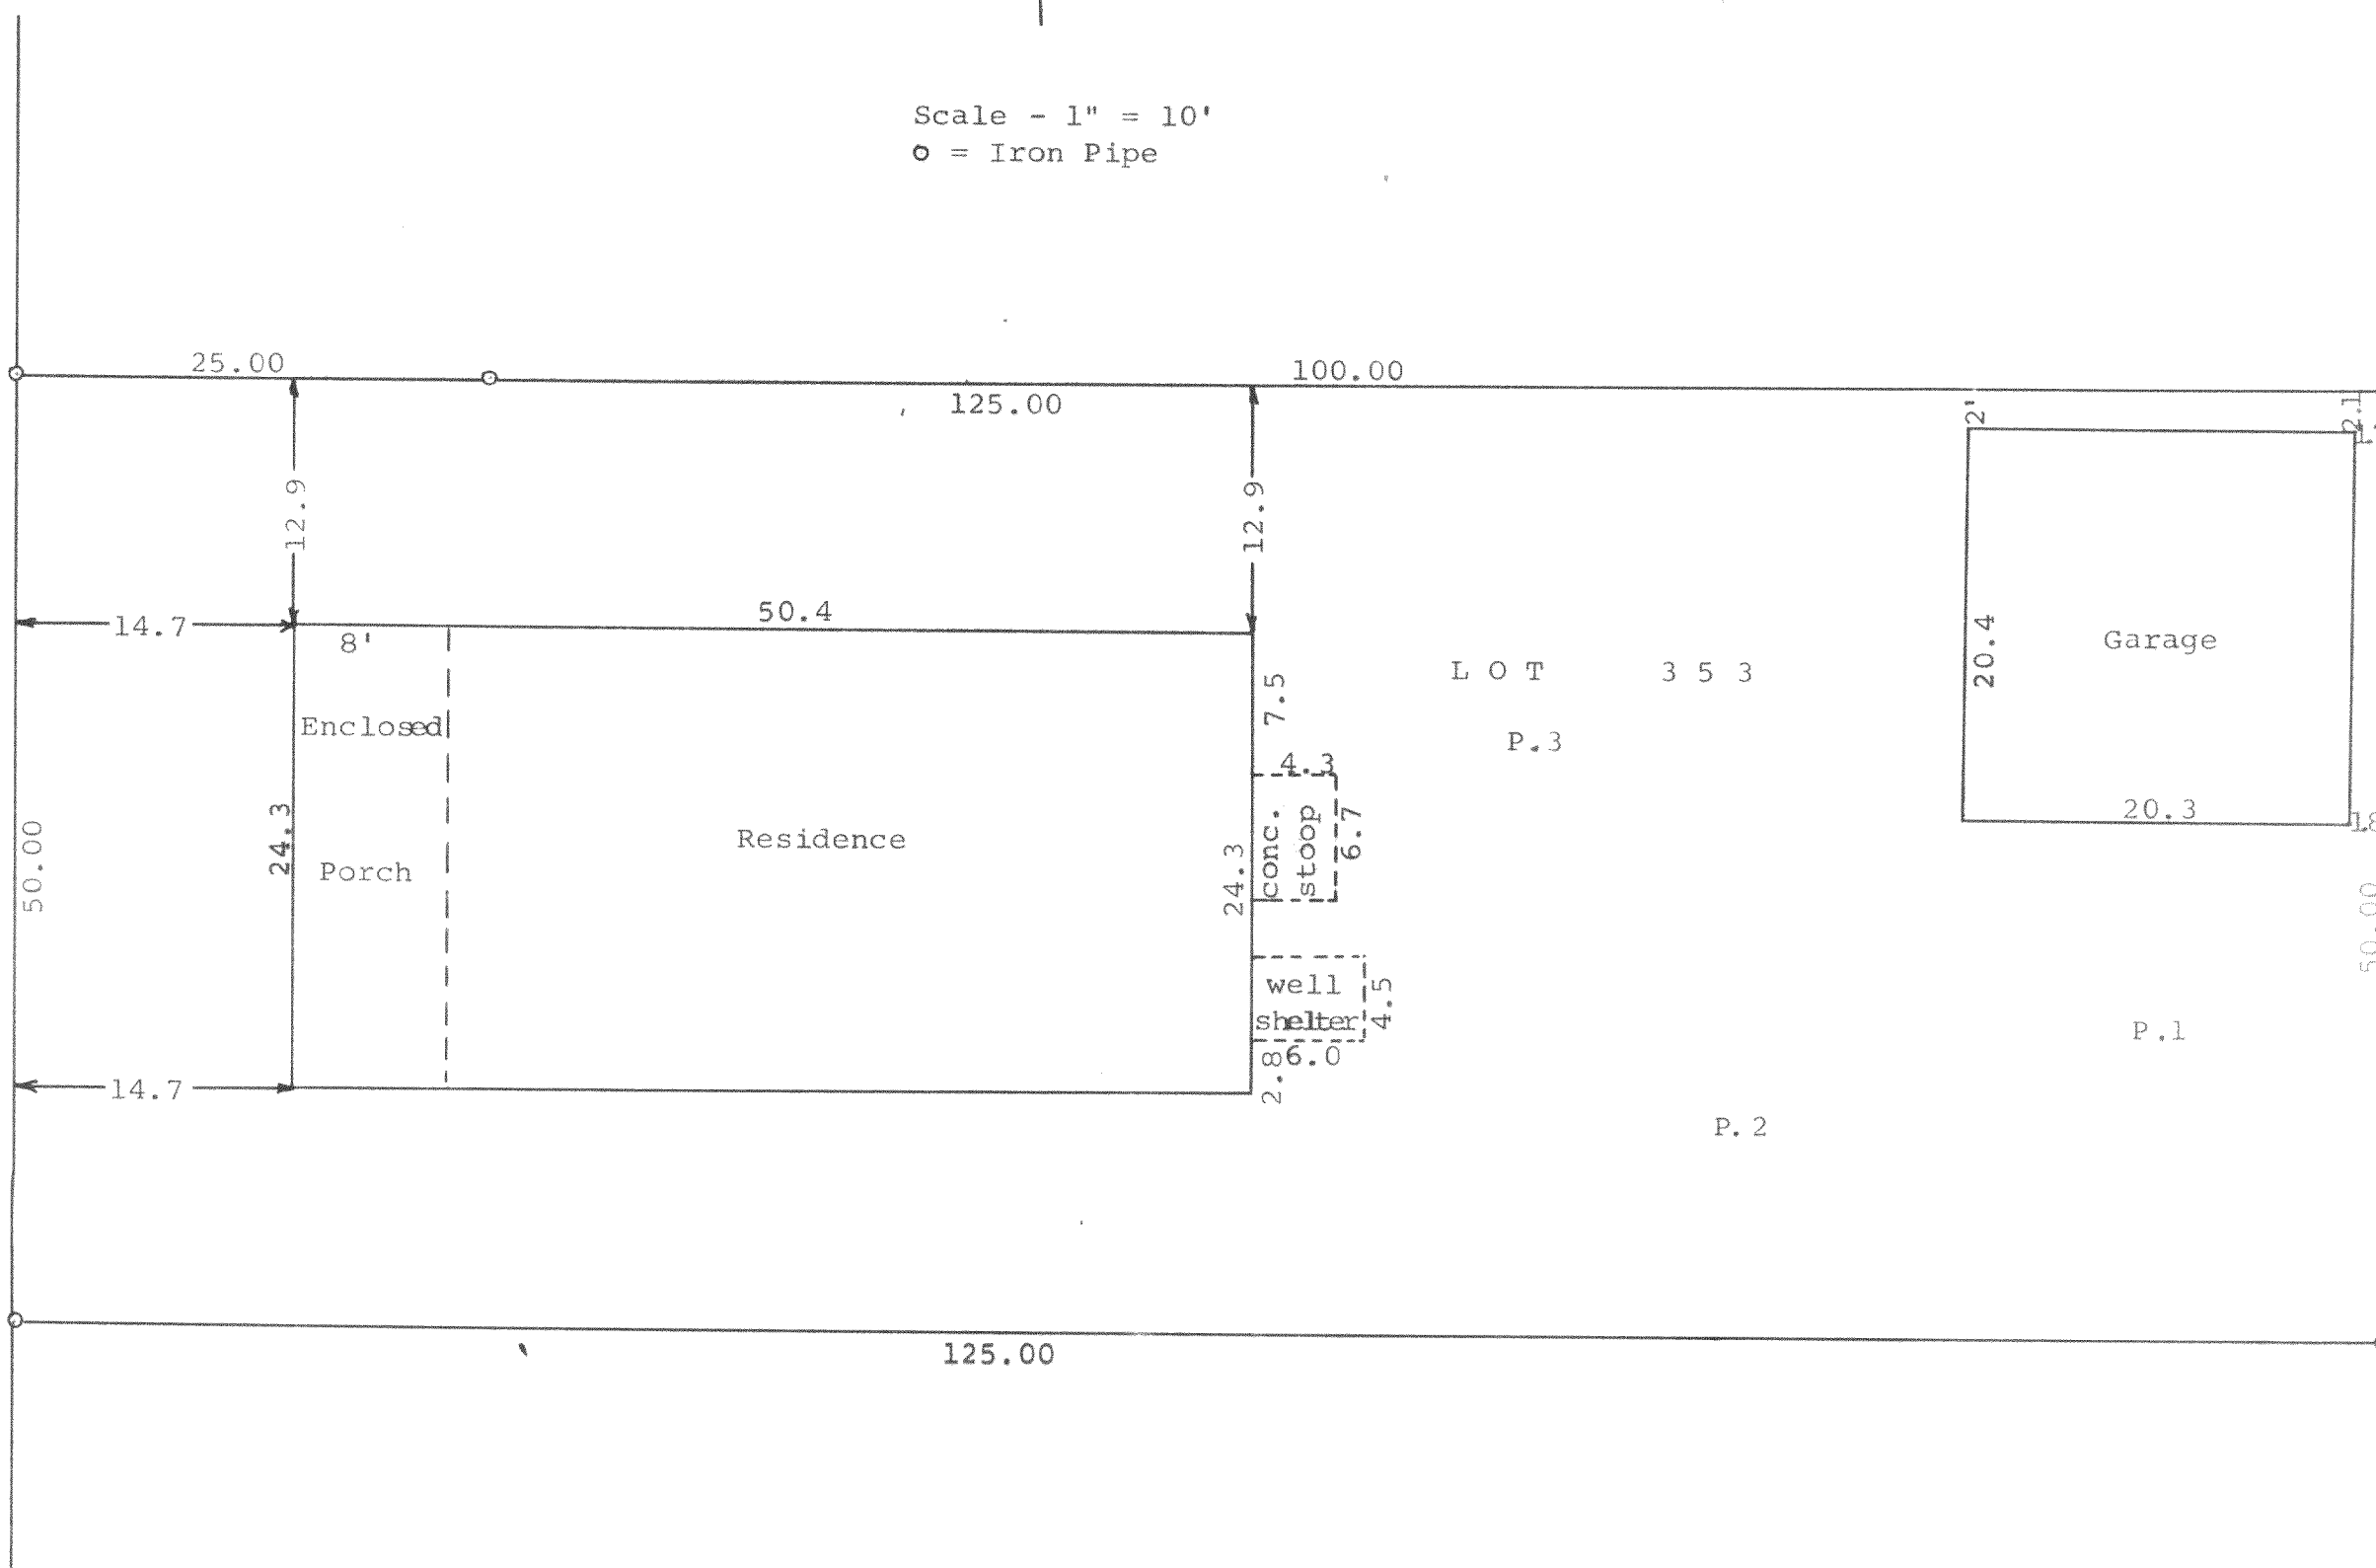 Scale - 1" = 10'
o = Iron Pipe
25.00
100.00
125.00
2'
2.1
12.9
12.9
14.7
50.4
8'
7.5
LOT 353
P.3
Garage
20.4
20.3
Enclosed
Porch
24.3
50.00
Residence
24.3
4.3
conc.
stoop
6.7
well
shelter
4.5
6.0
2.8
50.00
P.1
P.2
14.7
125.00